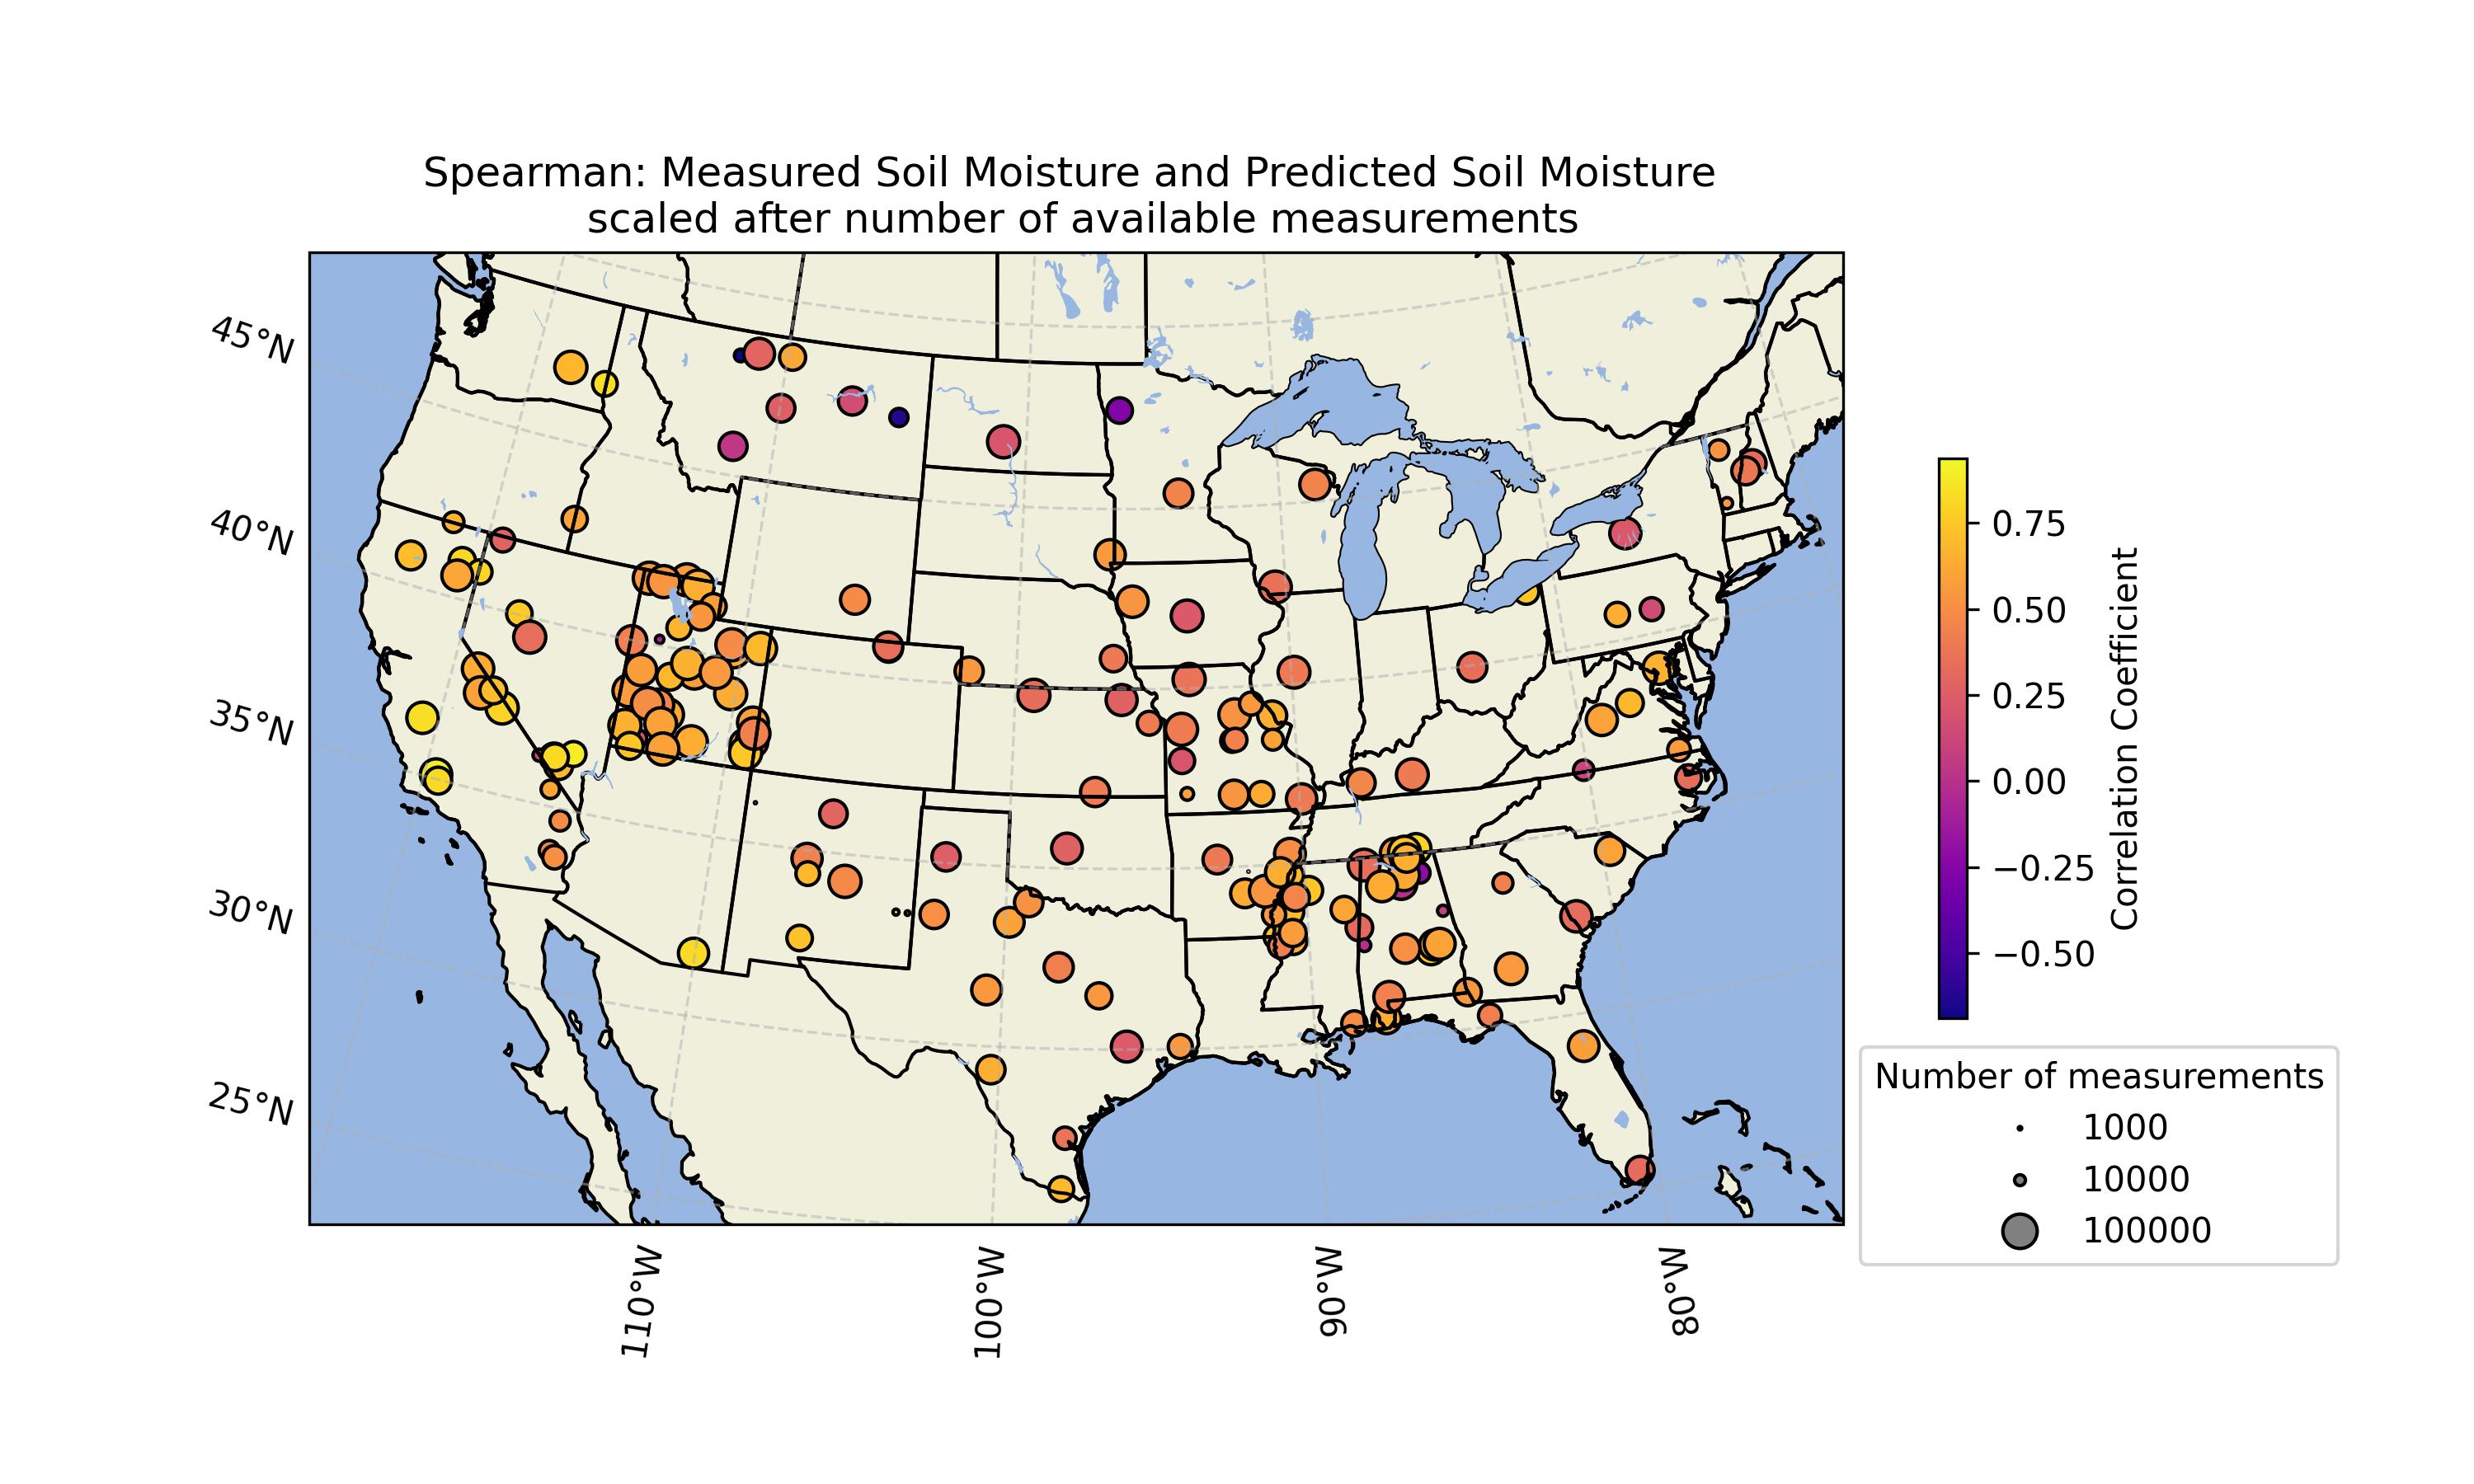 Spearman: Measured Soil Moisture and Predicted Soil Moisture
scaled after number of available measurements
45°N
40°N
35°N
30°N
25°N
110°W
100°W
90°W
80°W
0.75
0.50
0.25
0.00
−0.25
−0.50
Correlation Coefficient
Number of measurements
1000
10000
100000